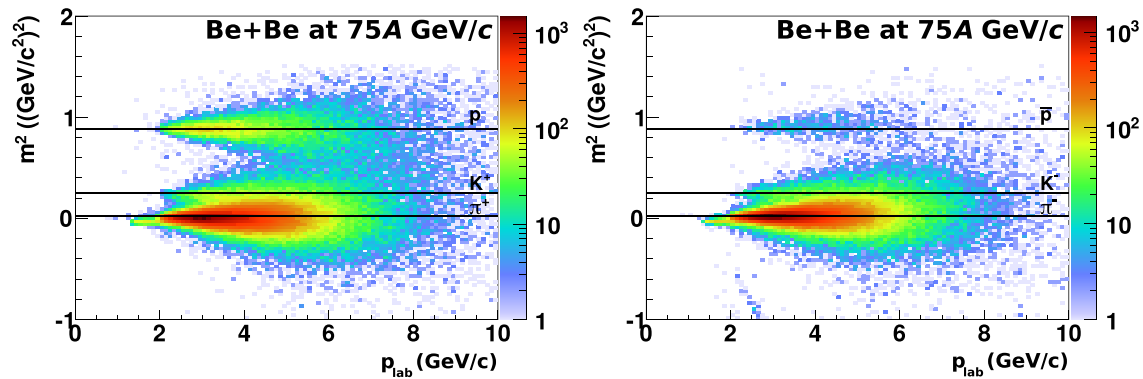 Be+Be at 75A GeV/c
m² ((GeV/c²)²)
2
1
0
-1
p
K⁺
π⁺
0 2 4 6 8 10
p_lab (GeV/c)
10³
10²
10
1
Be+Be at 75A GeV/c
m² ((GeV/c²)²)
2
1
0
-1
p̅
K⁻
π⁻
0 2 4 6 8 10
p_lab (GeV/c)
10³
10²
10
1